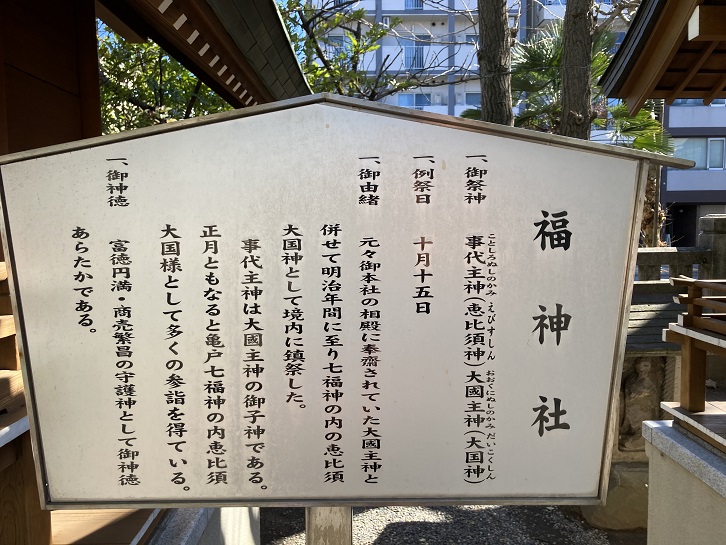 福神社
一、御祭神 事代主神(恵比須神)大國主神(大国神)
ことしろぬしのかみ えびすしん おおくにぬしのかみ だいこくしん
一、例祭日 十月十五日
一、御由緒 元々御本社の相殿に奉齋されていた大國主神と
併せて明治年間に至り七福神の内の恵比須
大国神として境内に鎮祭した。
事代主神は大國主神の御子神である。
正月ともなると亀戸七福神の内恵比須
大国様として多くの参詣を得ている。
一、御神徳 富徳円満・商売繁昌の守護神として御神徳
あらたかである。